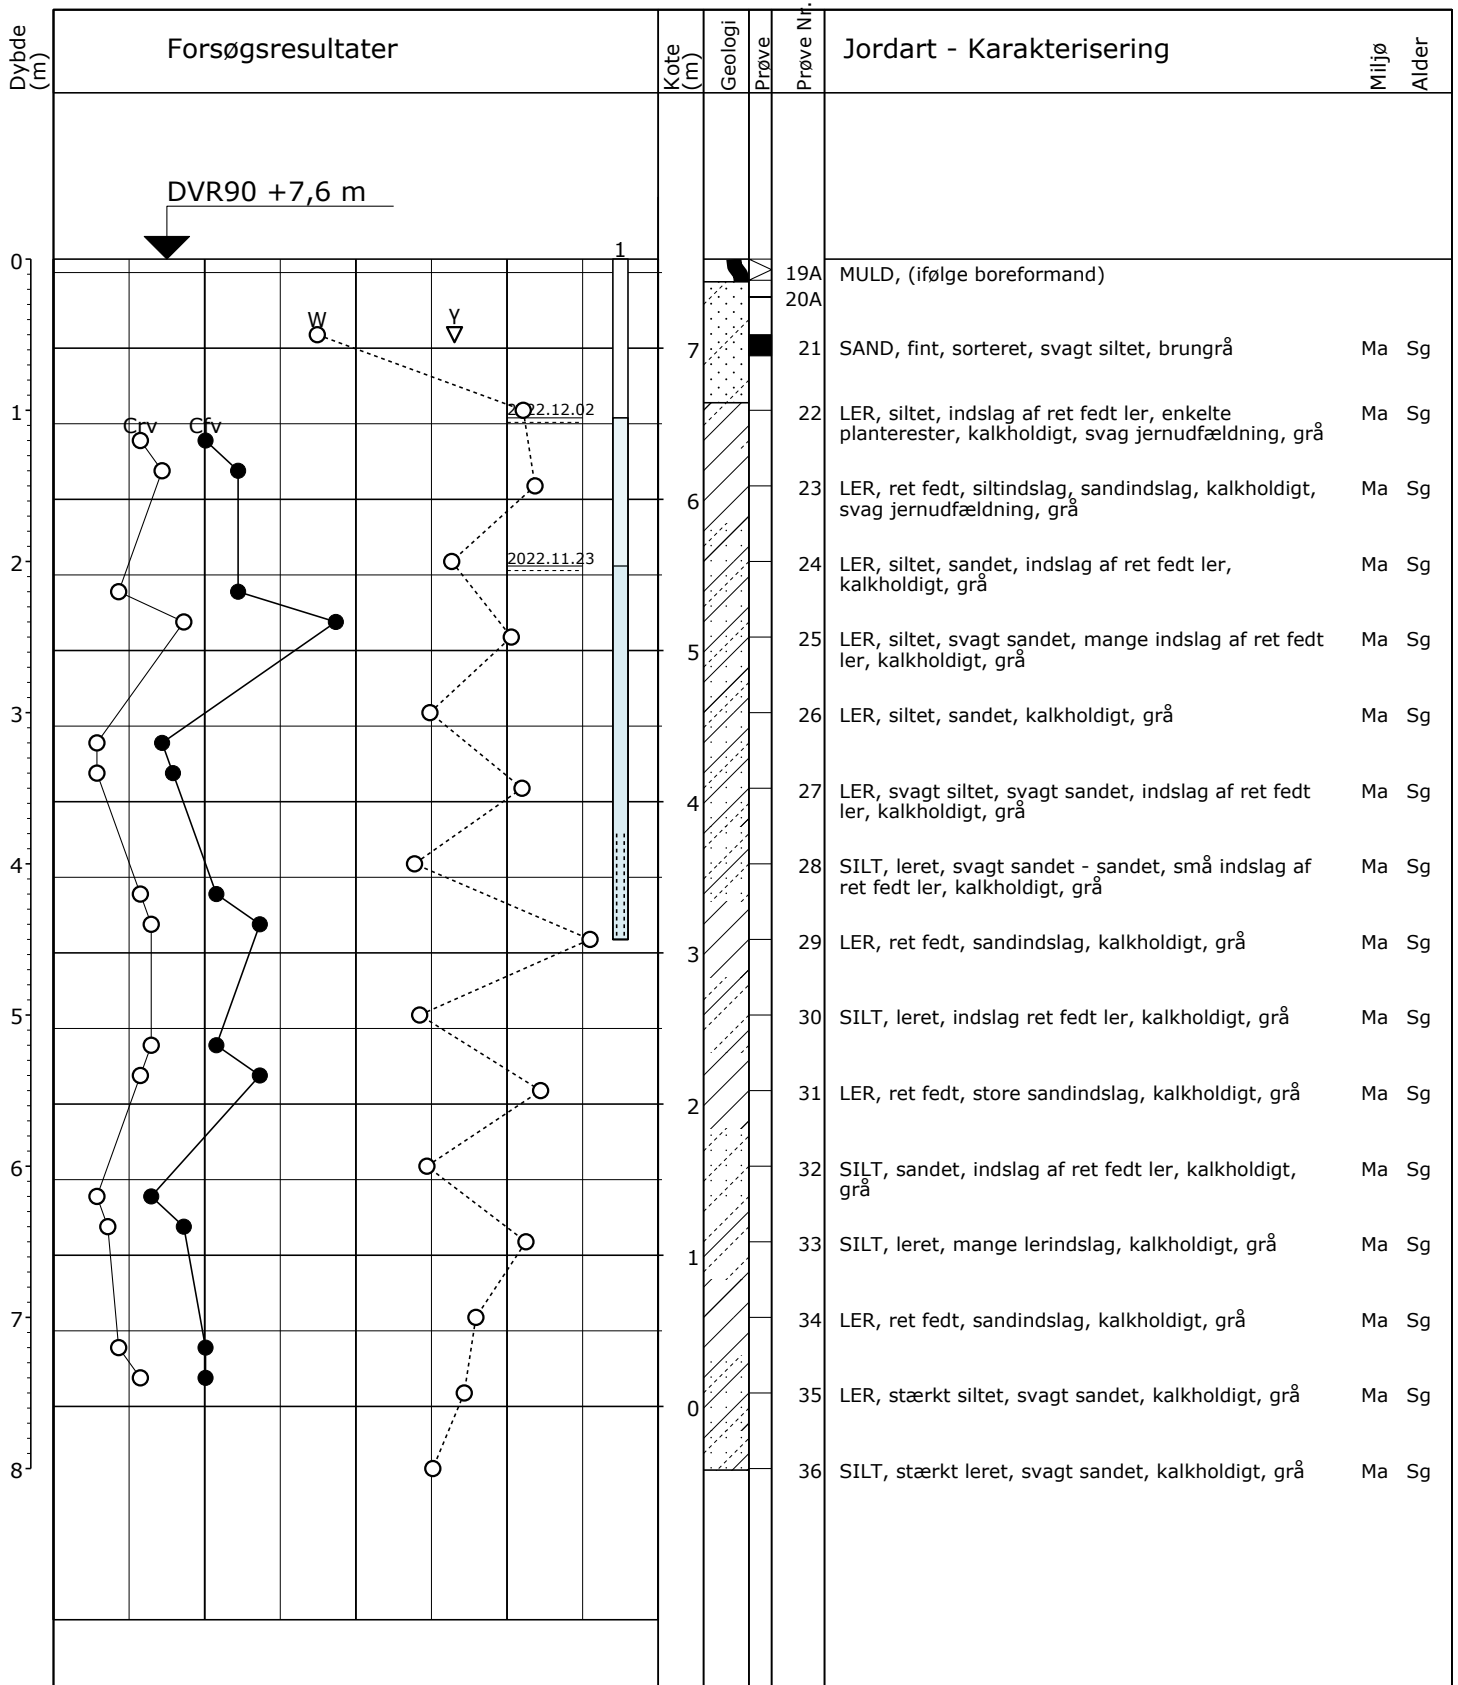 Dybde (m)
Forsøgsresultater
Kote (m)
Geologi
Prøve
Prøve Nr.
Jordart - Karakterisering
Miljø
Alder
DVR90 +7,6 m
1
0
19A MULD, (ifølge boreformand)
20A
W
γ
7
21 SAND, fint, sorteret, svagt siltet, brungrå Ma Sg
2022.12.02
1
22 LER, siltet, indslag af ret fedt ler, enkelte Ma Sg
planterester, kalkholdigt, svag jernudfældning, grå
Crv
Cfv
6
23 LER, ret fedt, siltindslag, sandindslag, kalkholdigt, Ma Sg
svag jernudfældning, grå
2022.11.23
2
24 LER, siltet, sandet, indslag af ret fedt ler, Ma Sg
kalkholdigt, grå
5
25 LER, siltet, svagt sandet, mange indslag af ret fedt Ma Sg
ler, kalkholdigt, grå
3
26 LER, siltet, sandet, kalkholdigt, grå Ma Sg
4
27 LER, svagt siltet, svagt sandet, indslag af ret fedt Ma Sg
ler, kalkholdigt, grå
4
28 SILT, leret, svagt sandet - sandet, små indslag af Ma Sg
ret fedt ler, kalkholdigt, grå
3
29 LER, ret fedt, sandindslag, kalkholdigt, grå Ma Sg
5
30 SILT, leret, indslag ret fedt ler, kalkholdigt, grå Ma Sg
2
31 LER, ret fedt, store sandindslag, kalkholdigt, grå Ma Sg
6
32 SILT, sandet, indslag af ret fedt ler, kalkholdigt, Ma Sg
grå
1
33 SILT, leret, mange lerindslag, kalkholdigt, grå Ma Sg
7
34 LER, ret fedt, sandindslag, kalkholdigt, grå Ma Sg
0
35 LER, stærkt siltet, svagt sandet, kalkholdigt, grå Ma Sg
8
36 SILT, stærkt leret, svagt sandet, kalkholdigt, grå Ma Sg